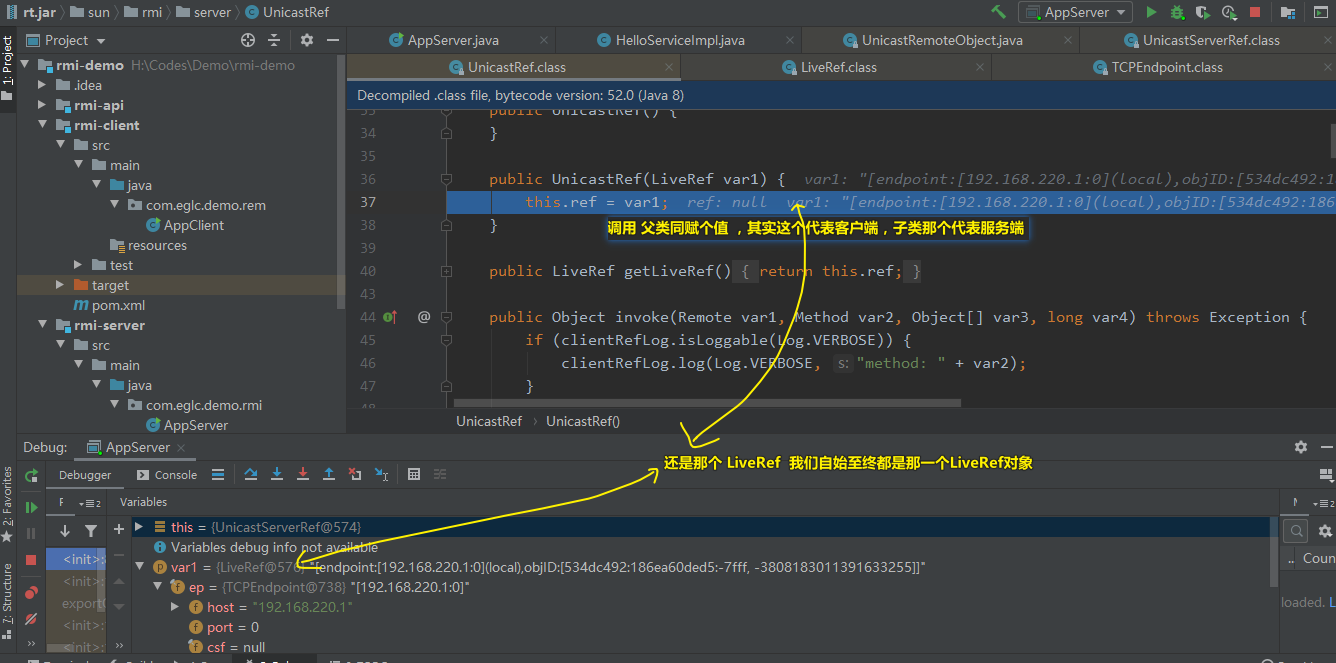 rt.jar sun rmi server UnicastRef AppServer
Project AppServer.java HelloServiceImpl.java UnicastRemoteObject.java UnicastServerRef.class
UnicastRef.class LiveRef.class TCPEndpoint.class
1: Project
rmi-demo H:\Codes\Demo\rmi-demo
.idea
rmi-api
rmi-client
src
main
java
com.eglc.demo.rem
AppClient
resources
test
target
pom.xml
rmi-server
src
main
java
com.eglc.demo.rmi
AppServer
Decompiled .class file, bytecode version: 52.0 (Java 8)
public UnicastRef() {
34 }
35
36 public UnicastRef(LiveRef var1) { var1: "[endpoint:[192.168.220.1:0](local),objID:[534dc492:1
37 this.ref = var1; ref: null var1: "[endpoint:[192.168.220.1:0](local),objID:[534dc492:186
38 }
调用 父类同赋个值 ，其实这个代表客户端，子类那个代表服务端
39
40 public LiveRef getLiveRef() { return this.ref; }
43
44 @ public Object invoke(Remote var1, Method var2, Object[] var3, long var4) throws Exception {
45 if (clientRefLog.isLoggable(Log.VERBOSE)) {
46 clientRefLog.log(Log.VERBOSE, s: "method: " + var2);
47 }
UnicastRef UnicastRef()
Debug: AppServer
还是那个 LiveRef 我们自始至终都是那一个LiveRef对象
Debugger Console
F Variables
this = {UnicastServerRef@574}
Variables debug info not available
var1 = {LiveRef@576} "[endpoint:[192.168.220.1:0](local),objID:[534dc492:186ea60ded5:-7fff, -3808183011391633255]]"
ep = {TCPEndpoint@738} "[192.168.220.1:0]"
host = "192.168.220.1"
port = 0
csf = null
<init>:
<init>:
export
<init>:
<init>:
.. Coun
loaded. L
2: Favorites
7: Structure